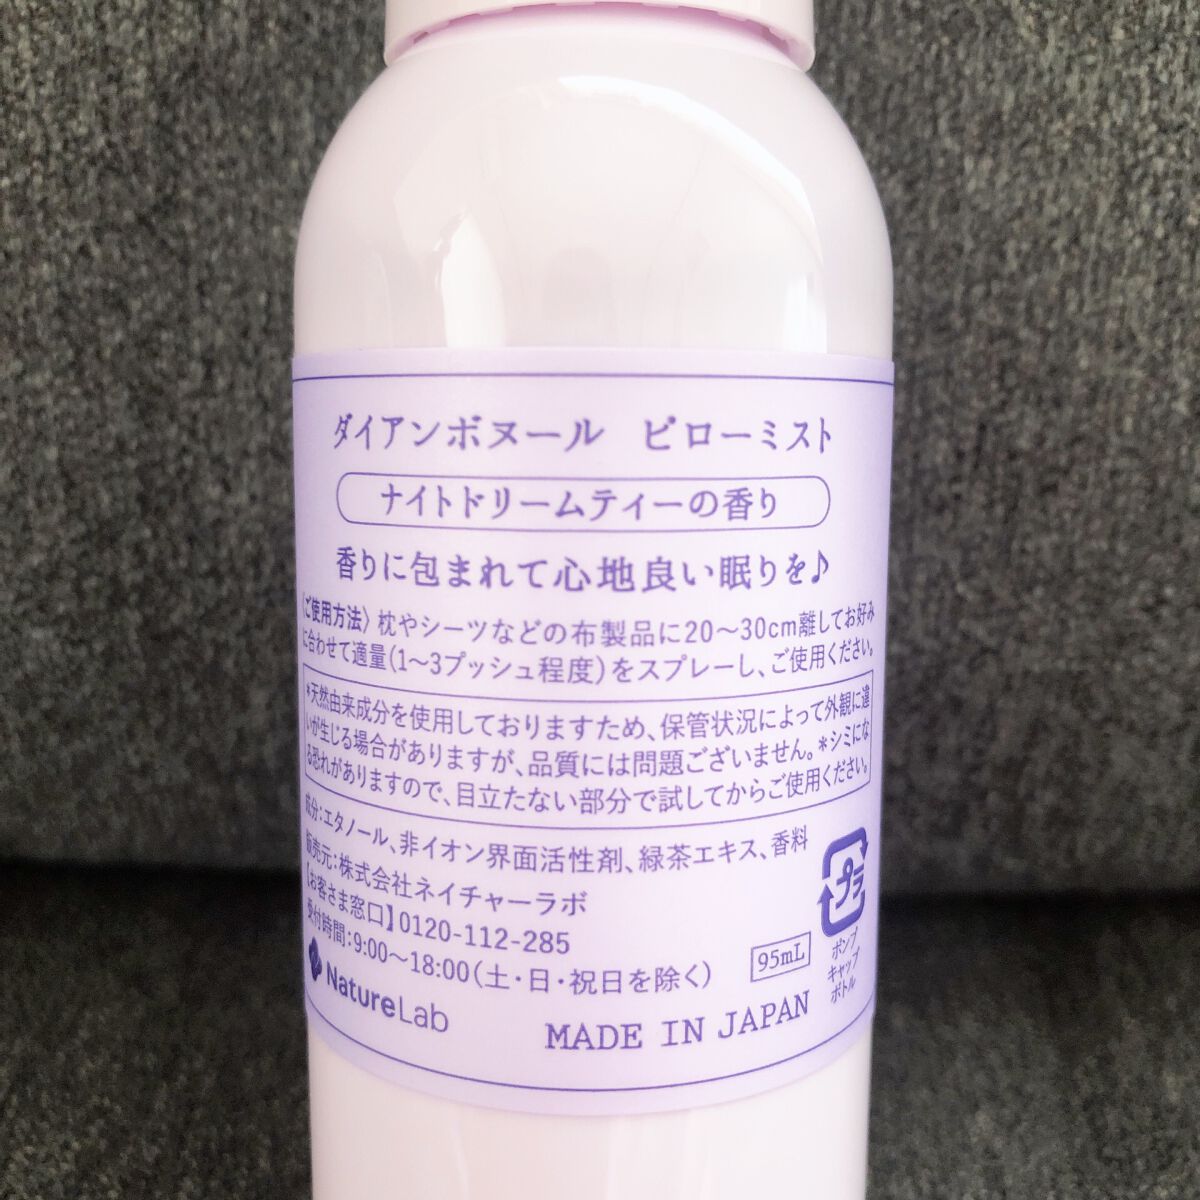 ダイアンボヌール ピローミスト
ナイトドリームティーの香り
香りに包まれて心地良い眠りを♪
〈ご使用方法〉枕やシーツなどの布製品に20〜30cm離してお好み
に合わせて適量(1〜3プッシュ程度)をスプレーし、ご使用ください。
*天然由来成分を使用しておりますため、保管状況によって外観に違
いが生じる場合がありますが、品質には問題ございません。*シミにな
る恐れがありますので、目立たない部分で試してからご使用ください。
成分:エタノール、非イオン界面活性剤、緑茶エキス、香料
販売元:株式会社ネイチャーラボ
【お客さま窓口】0120-112-285
受付時間:9:00〜18:00(土・日・祝日を除く)
NatureLab
95mL
MADE IN JAPAN
プラ
ポンプ
キャップ
ボトル